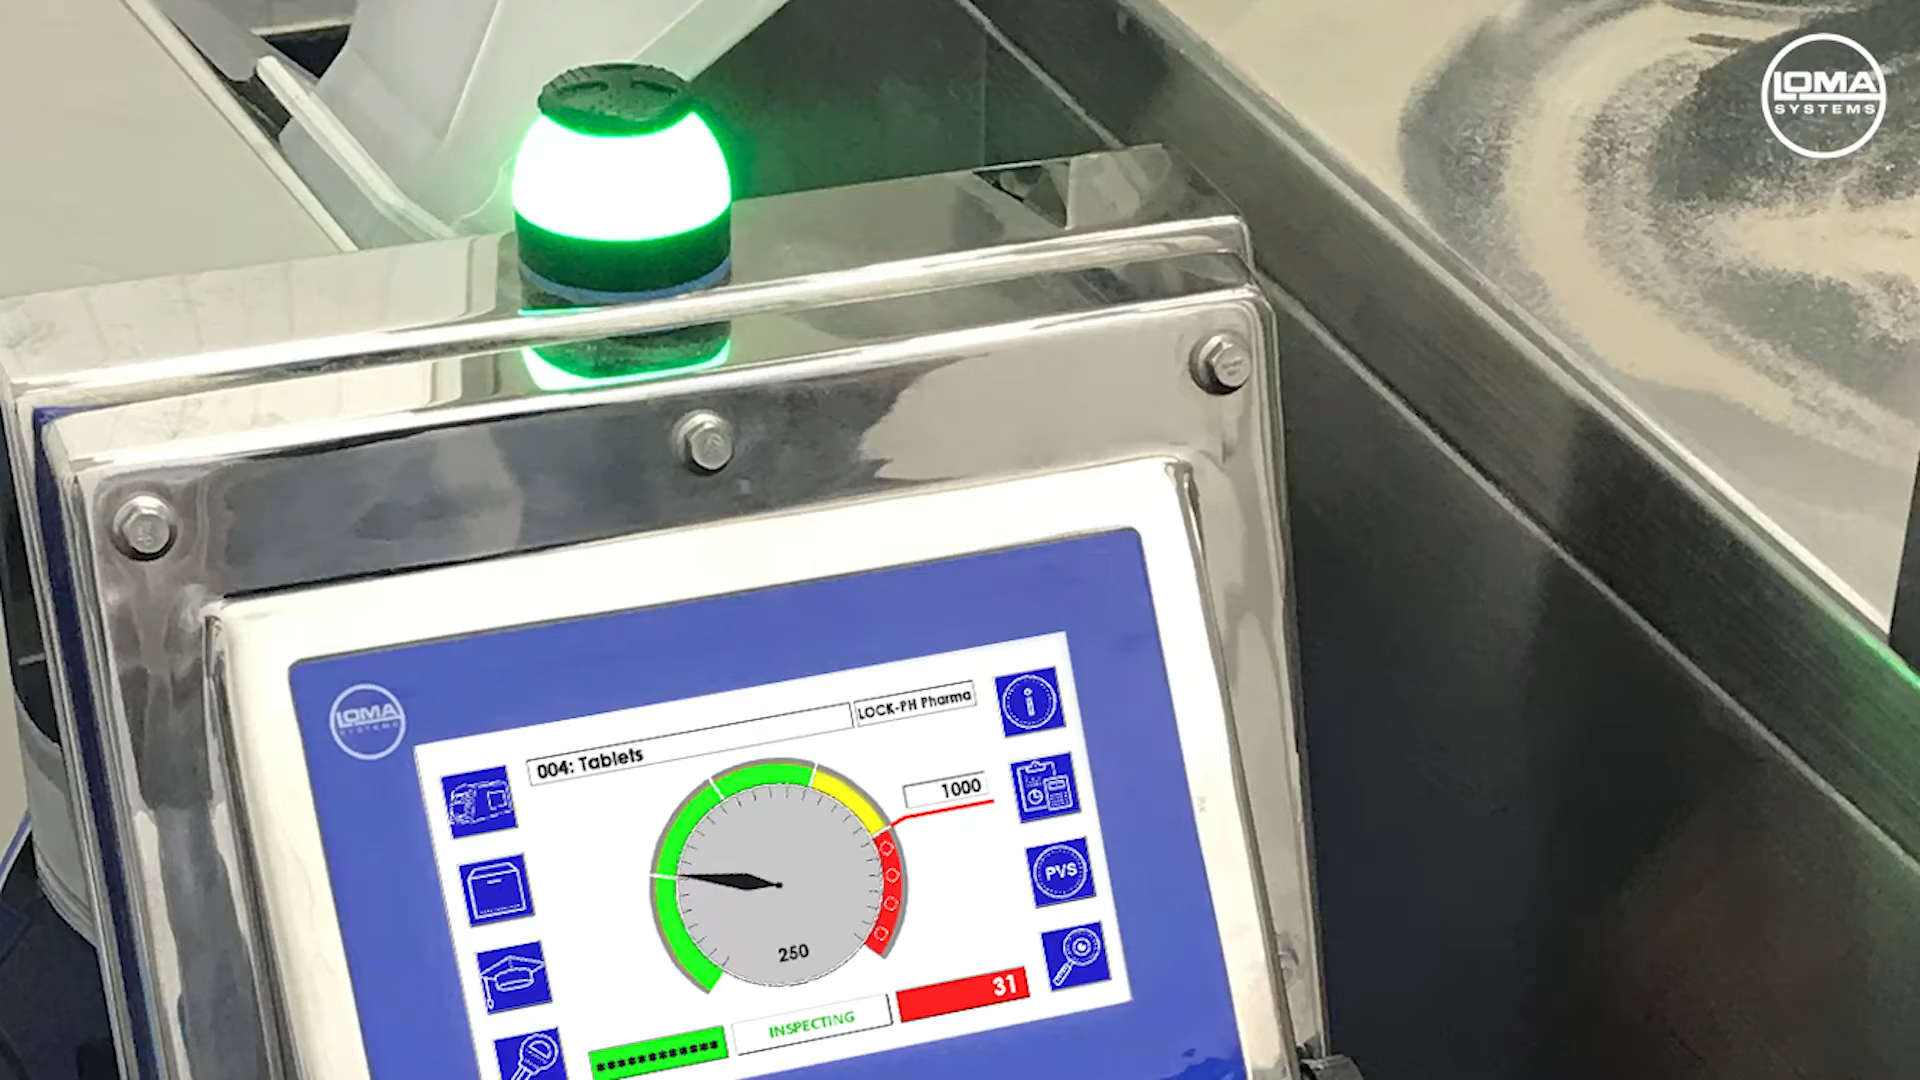 LOMA
SYSTEMS
LOMA
SYSTEMS
LOCK-PH Pharma
004: Tablets
1000
PVS
250
31
INSPECTING
************